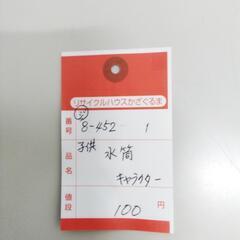 リサイクルハウスかざぐるま
番号 8-452 1
品名 子供 水筒
キャラクター
値段 100 円